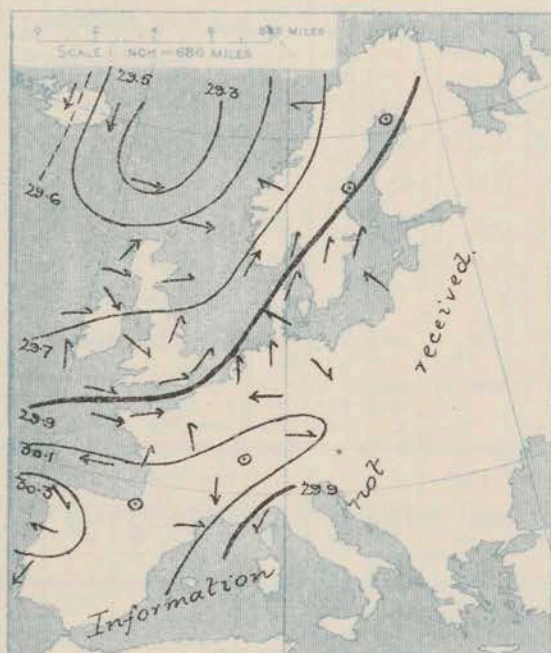 600 MILES
SCALE 1 INCH = 680 MILES
29.5
29.3
29.6
29.7
29.9
30.1
30.3
29.9
Information not received.